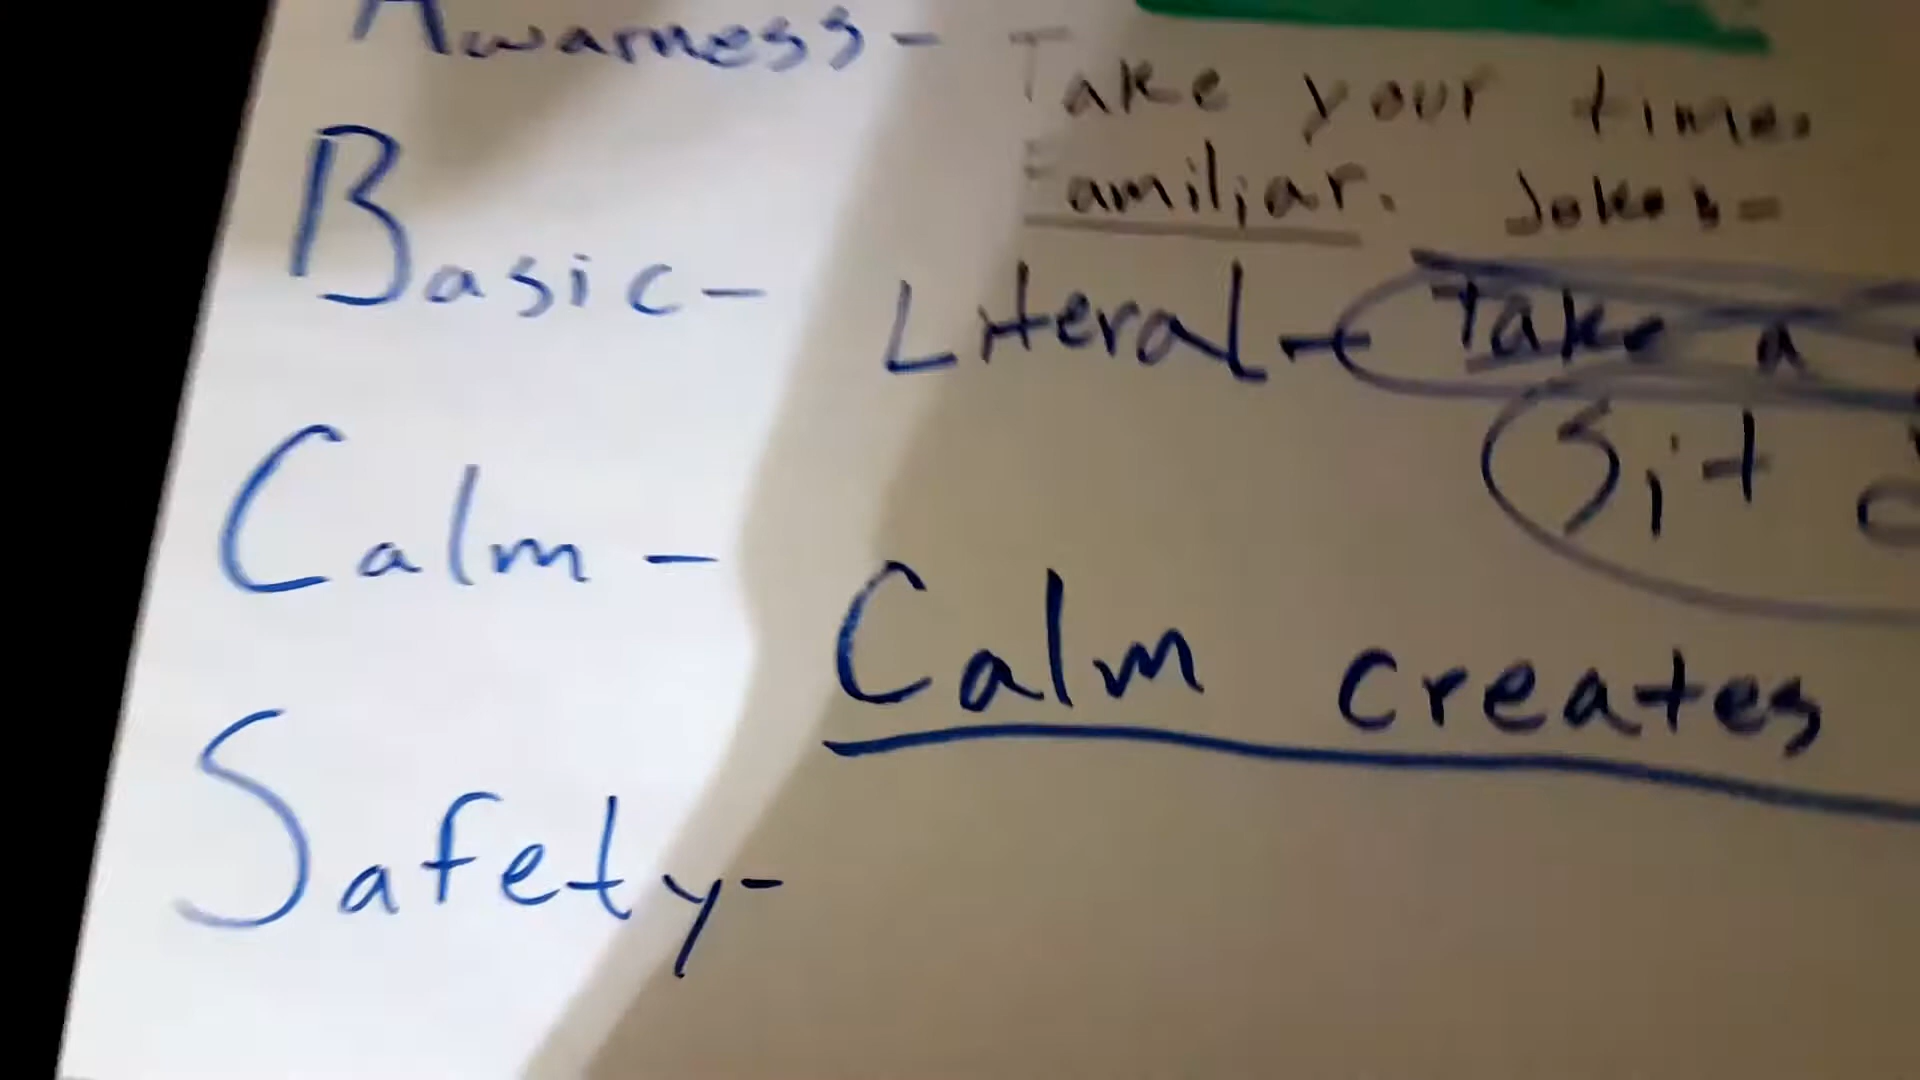 Awarness - Take your time.
Familiar. Jokes =
Basic - Literal - Take a
Sit
Calm - Calm creates
Safety -